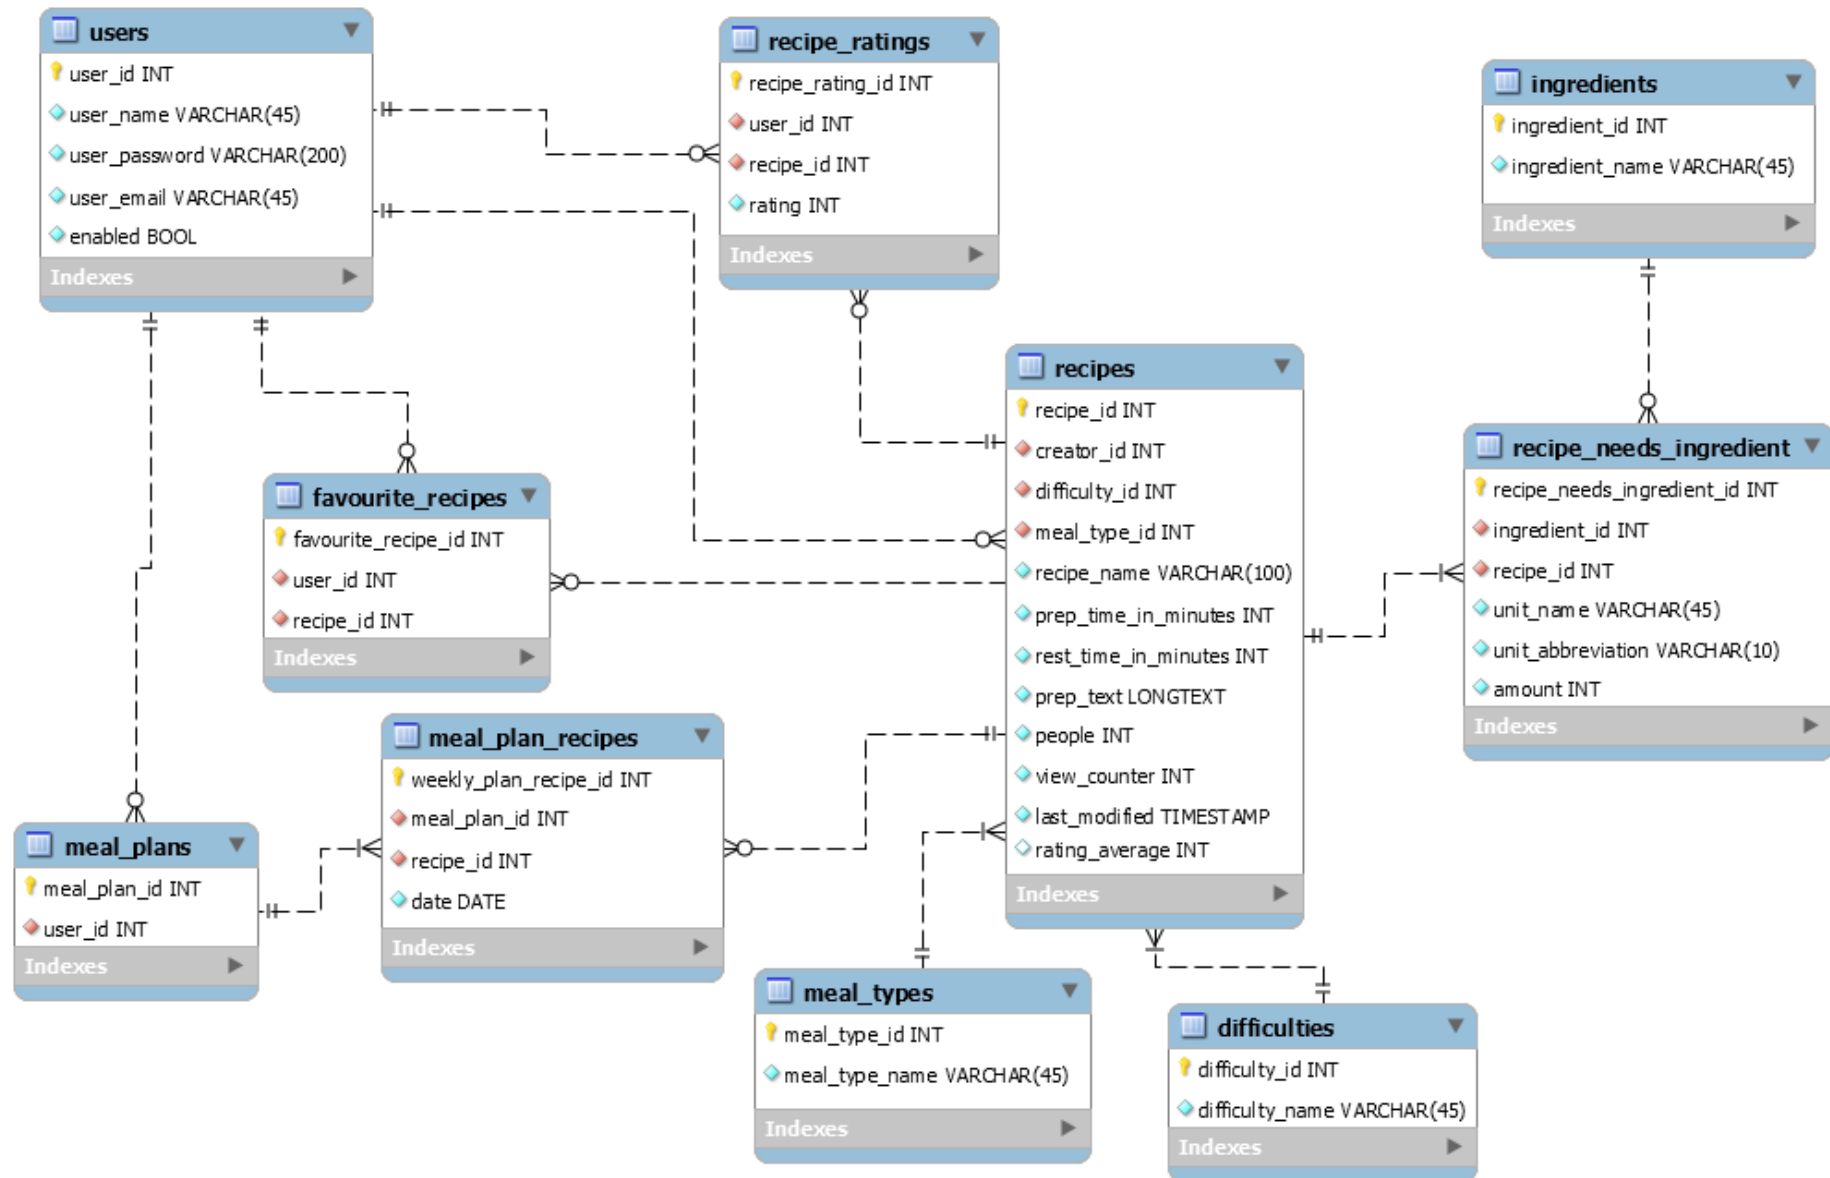 users
user_id INT
user_name VARCHAR(45)
user_password VARCHAR(200)
user_email VARCHAR(45)
enabled BOOL
Indexes
recipe_ratings
recipe_rating_id INT
user_id INT
recipe_id INT
rating INT
Indexes
ingredients
ingredient_id INT
ingredient_name VARCHAR(45)
Indexes
recipes
recipe_id INT
creator_id INT
difficulty_id INT
meal_type_id INT
recipe_name VARCHAR(100)
prep_time_in_minutes INT
rest_time_in_minutes INT
prep_text LONGTEXT
people INT
view_counter INT
last_modified TIMESTAMP
rating_average INT
Indexes
recipe_needs_ingredient
recipe_needs_ingredient_id INT
ingredient_id INT
recipe_id INT
unit_name VARCHAR(45)
unit_abbreviation VARCHAR(10)
amount INT
Indexes
favourite_recipes
favourite_recipe_id INT
user_id INT
recipe_id INT
Indexes
meal_plan_recipes
weekly_plan_recipe_id INT
meal_plan_id INT
recipe_id INT
date DATE
Indexes
meal_plans
meal_plan_id INT
user_id INT
Indexes
meal_types
meal_type_id INT
meal_type_name VARCHAR(45)
Indexes
difficulties
difficulty_id INT
difficulty_name VARCHAR(45)
Indexes